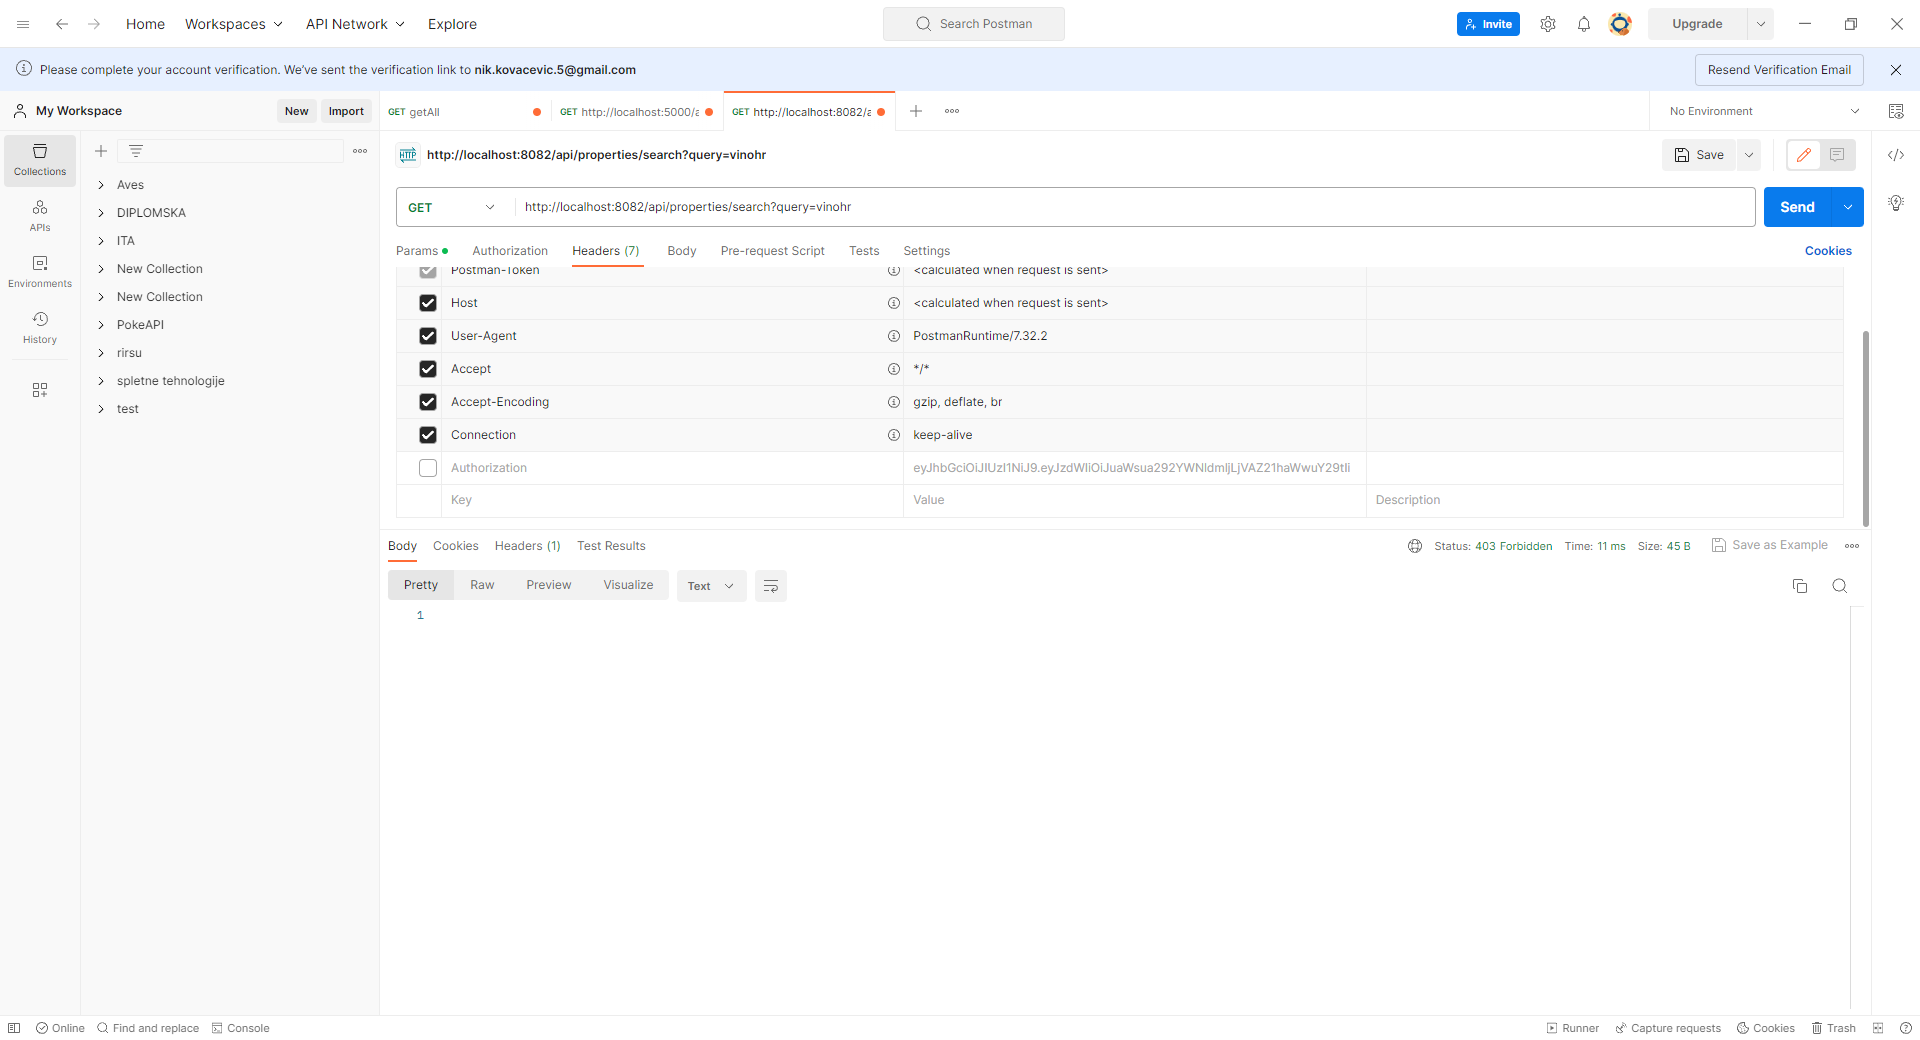 Home Workspaces API Network Explore Search Postman Invite Upgrade
Please complete your account verification. We've sent the verification link to nik.kovacevic.5@gmail.com Resend Verification Email
My Workspace New Import GET getAll GET http://localhost:5000/a GET http://localhost:8082/a No Environment
HTTP http://localhost:8082/api/properties/search?query=vinohr Save
Collections
APIs
Environments
History
Aves
DIPLOMSKA
ITA
New Collection
New Collection
PokeAPI
rirsu
spletne tehnologije
test
GET http://localhost:8082/api/properties/search?query=vinohr Send
Params Authorization Headers (7) Body Pre-request Script Tests Settings Cookies
Postman-Token <calculated when request is sent>
Host <calculated when request is sent>
User-Agent PostmanRuntime/7.32.2
Accept */*
Accept-Encoding gzip, deflate, br
Connection keep-alive
Authorization
Key Value Description
Body Cookies Headers (1) Test Results Status: 403 Forbidden Time: 11 ms Size: 45 B Save as Example
Pretty Raw Preview Visualize Text
1
Online Find and replace Console Runner Capture requests Cookies Trash